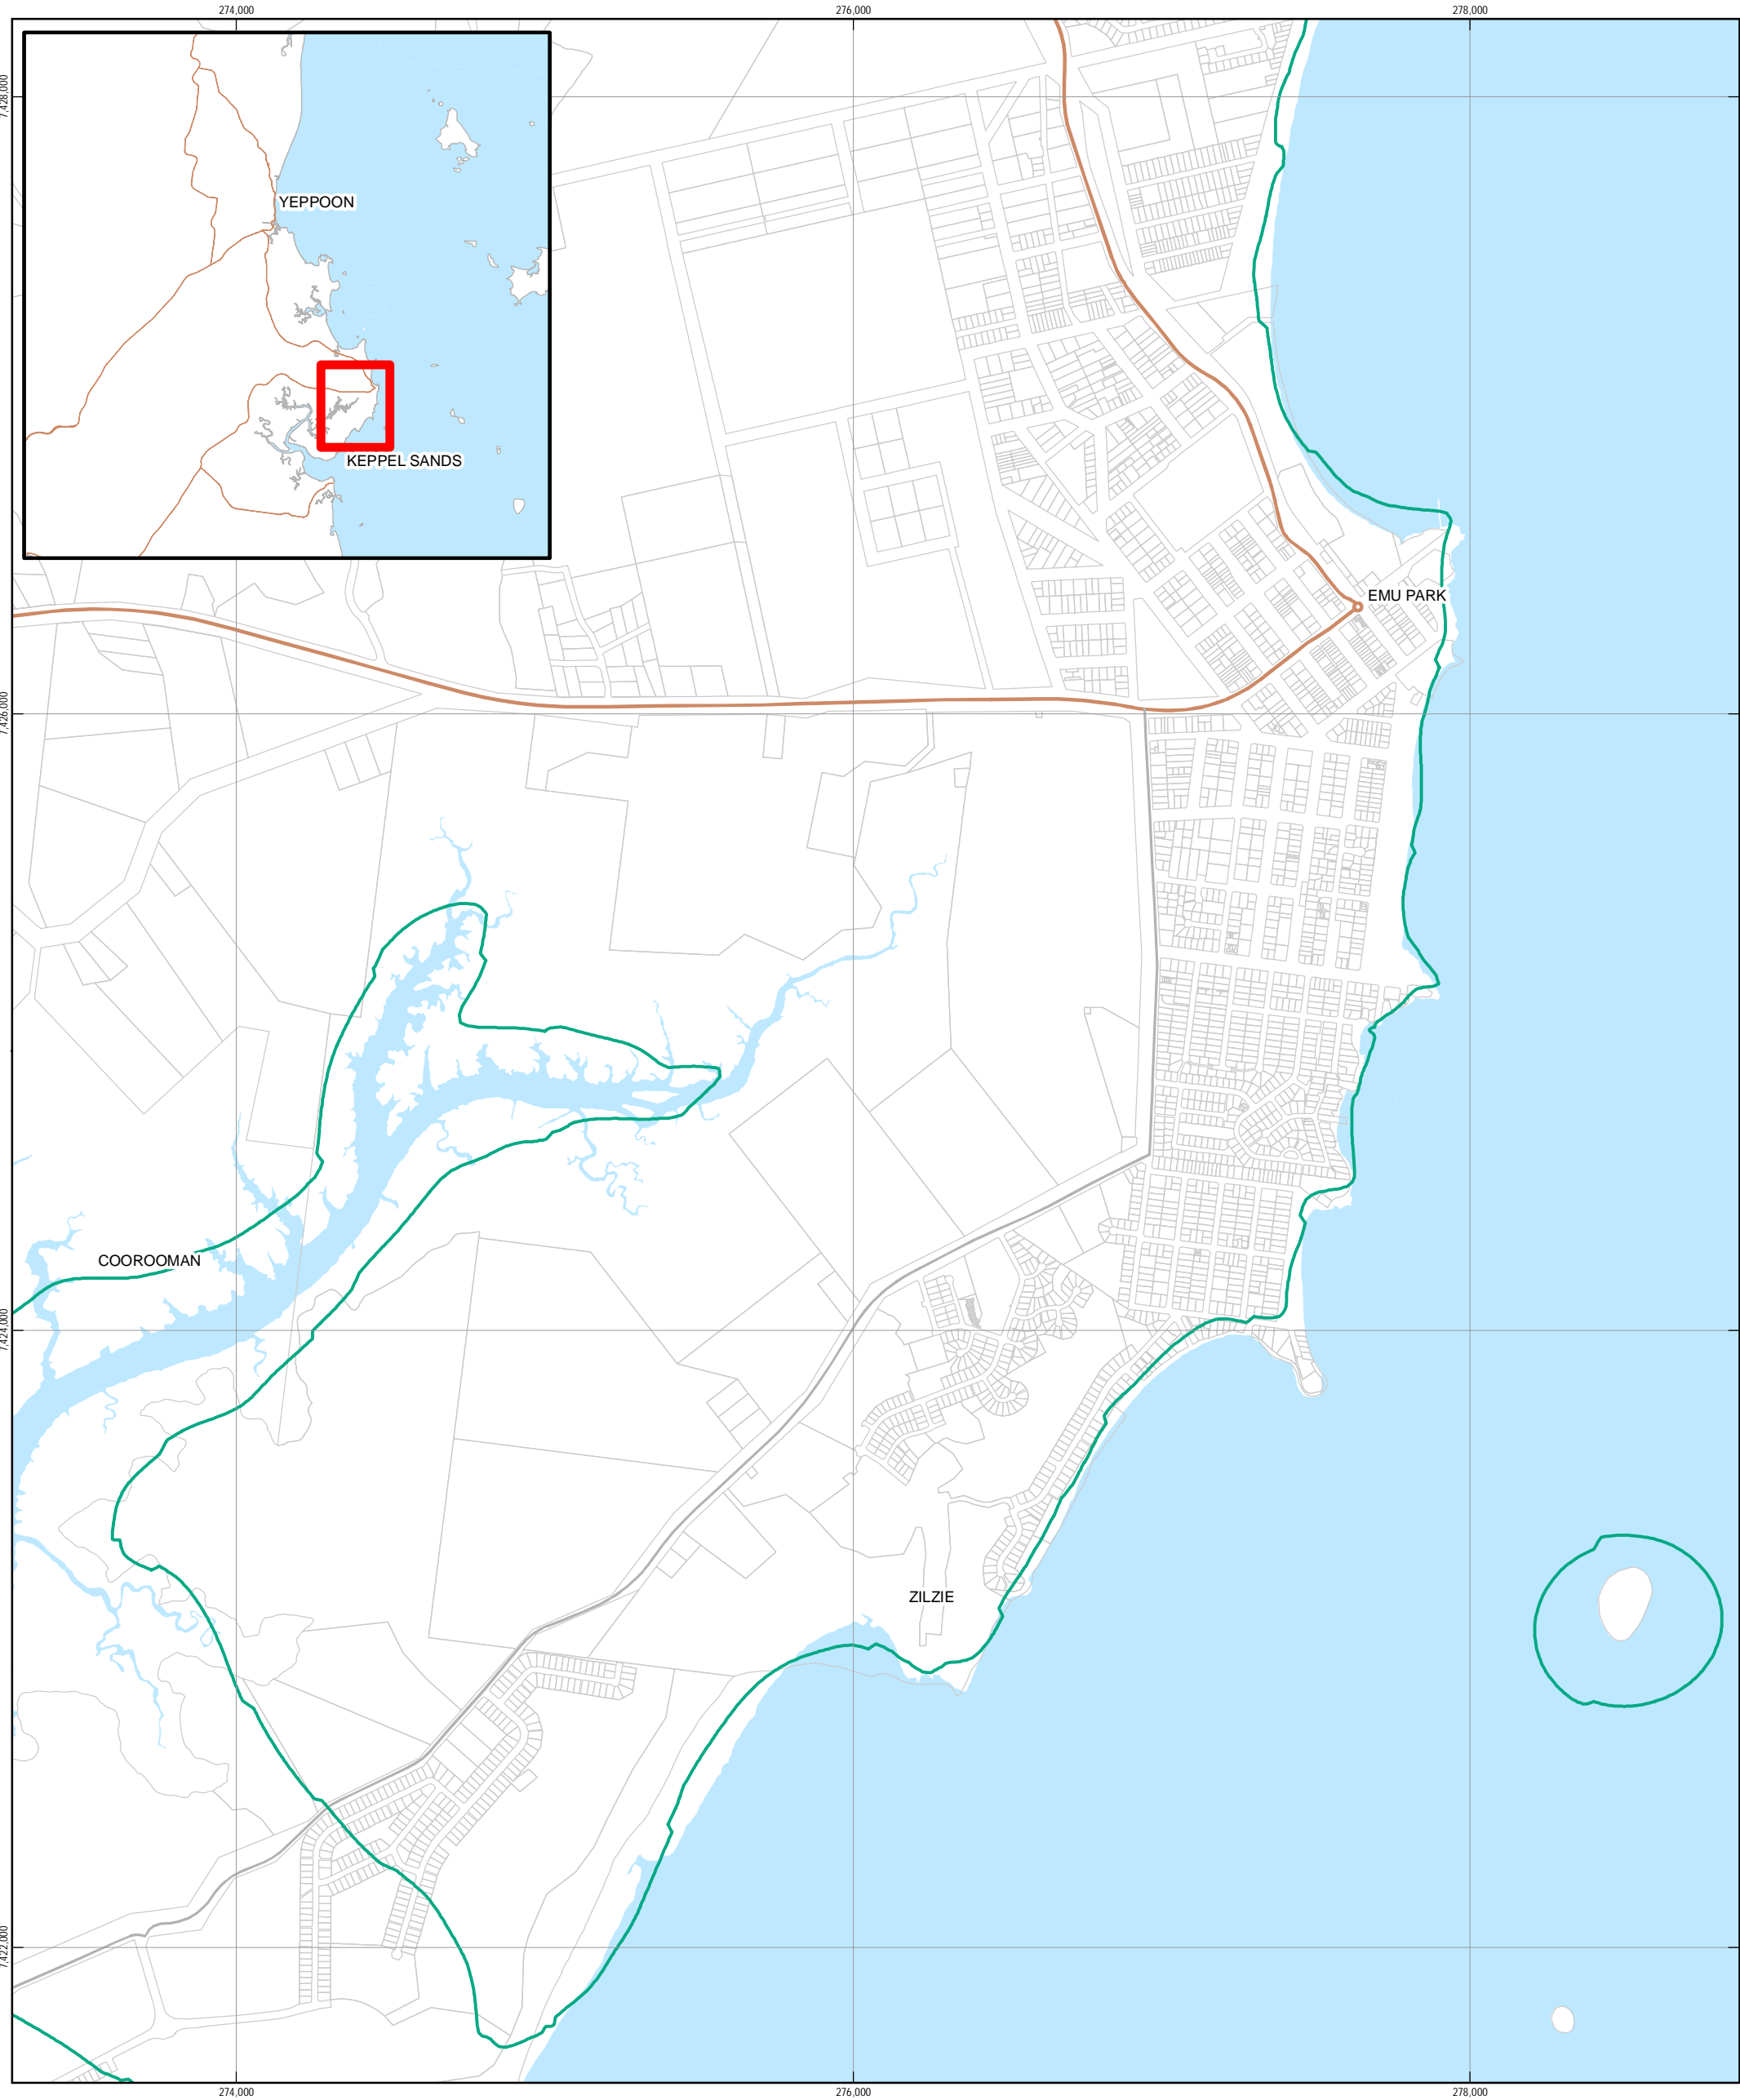 274,000
276,000
278,000
7,428,000
YEPPOON
KEPPEL SANDS
EMU PARK
7,426,000
COOROOMAN
7,424,000
ZILZIE
7,422,000
274,000
276,000
278,000